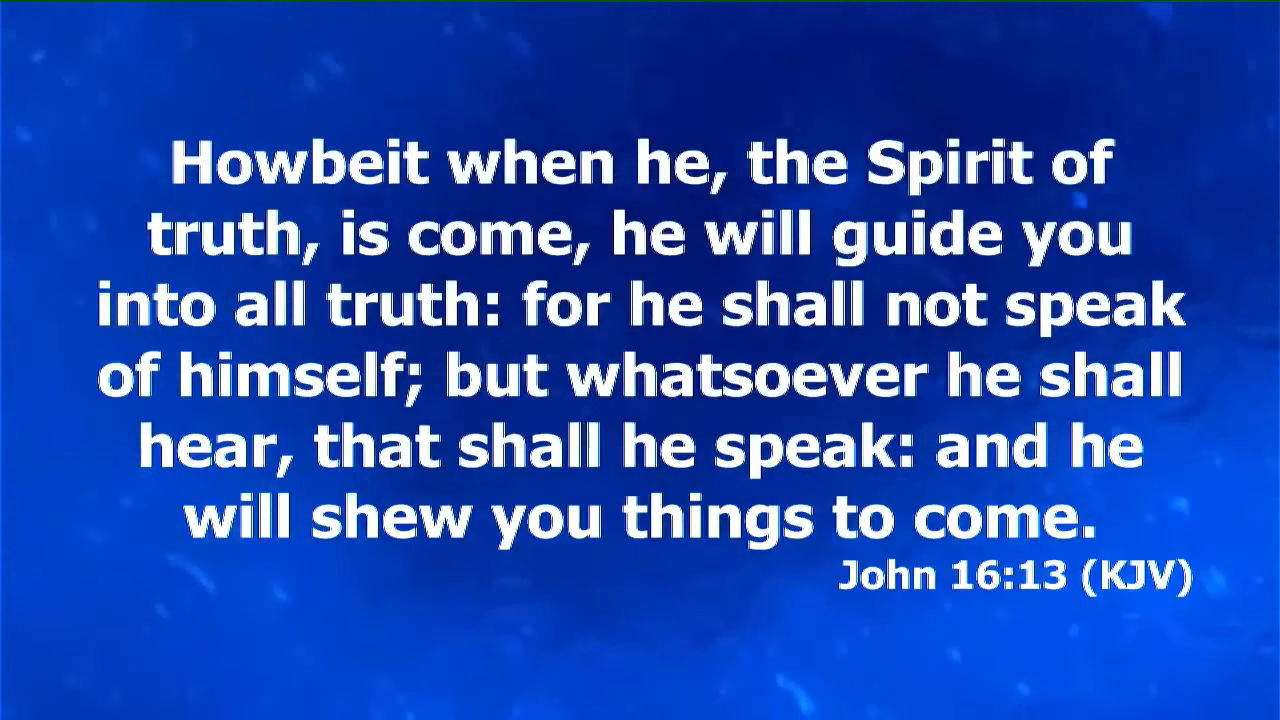 Howbeit when he, the Spirit of
truth, is come, he will guide you
into all truth: for he shall not speak
of himself; but whatsoever he shall
hear, that shall he speak: and he
will shew you things to come.
John 16:13 (KJV)